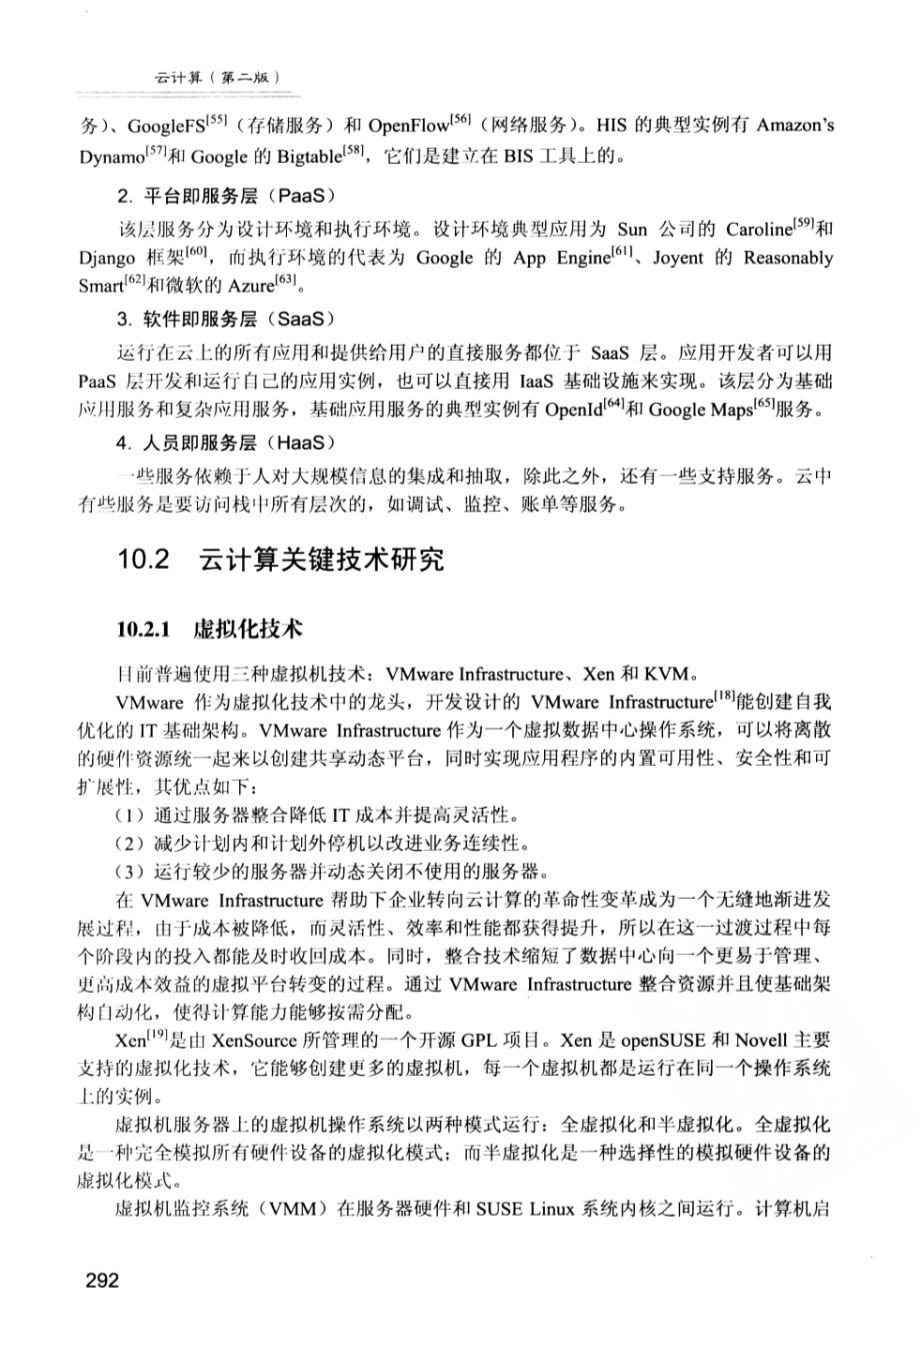 云计算（第二版）
务）、GoogleFS[55]（存储服务）和 OpenFlow[56]（网络服务）。HIS 的典型实例有 Amazon's
Dynamo[57]和 Google 的 Bigtable[58]，它们是建立在 BIS 工具上的。
2. 平台即服务层（PaaS）
该层服务分为设计环境和执行环境。设计环境典型应用为 Sun 公司的 Caroline[59]和
Django 框架[60]，而执行环境的代表为 Google 的 App Engine[61]、Joyent 的 Reasonably
Smart[62]和微软的 Azure[63]。
3. 软件即服务层（SaaS）
运行在云上的所有应用和提供给用户的直接服务都位于 SaaS 层。应用开发者可以用
PaaS 层开发和运行自己的应用实例，也可以直接用 IaaS 基础设施来实现。该层分为基础
应用服务和复杂应用服务，基础应用服务的典型实例有 OpenId[64]和 Google Maps[65]服务。
4. 人员即服务层（HaaS）
一些服务依赖于人对大规模信息的集成和抽取，除此之外，还有一些支持服务。云中
有些服务是要访问栈中所有层次的，如调试、监控、账单等服务。
10.2 云计算关键技术研究
10.2.1 虚拟化技术
目前普遍使用三种虚拟机技术：VMware Infrastructure、Xen 和 KVM。
VMware 作为虚拟化技术中的龙头，开发设计的 VMware Infrastructure[18]能创建自我
优化的 IT 基础架构。VMware Infrastructure 作为一个虚拟数据中心操作系统，可以将离散
的硬件资源统一起来以创建共享动态平台，同时实现应用程序的内置可用性、安全性和可
扩展性，其优点如下：
（1）通过服务器整合降低 IT 成本并提高灵活性。
（2）减少计划内和计划外停机以改进业务连续性。
（3）运行较少的服务器并动态关闭不使用的服务器。
在 VMware Infrastructure 帮助下企业转向云计算的革命性变革成为一个无缝地渐进发
展过程，由于成本被降低，而灵活性、效率和性能都获得提升，所以在这一过渡过程中每
个阶段内的投入都能及时收回成本。同时，整合技术缩短了数据中心向一个更易于管理、
更高成本效益的虚拟平台转变的过程。通过 VMware Infrastructure 整合资源并且使基础架
构自动化，使得计算能力能够按需分配。
Xen[19]是由 XenSource 所管理的一个开源 GPL 项目。Xen 是 openSUSE 和 Novell 主要
支持的虚拟化技术，它能够创建更多的虚拟机，每一个虚拟机都是运行在同一个操作系统
上的实例。
虚拟机服务器上的虚拟机操作系统以两种模式运行：全虚拟化和半虚拟化。全虚拟化
是一种完全模拟所有硬件设备的虚拟化模式；而半虚拟化是一种选择性的模拟硬件设备的
虚拟化模式。
虚拟机监控系统（VMM）在服务器硬件和 SUSE Linux 系统内核之间运行。计算机启
292